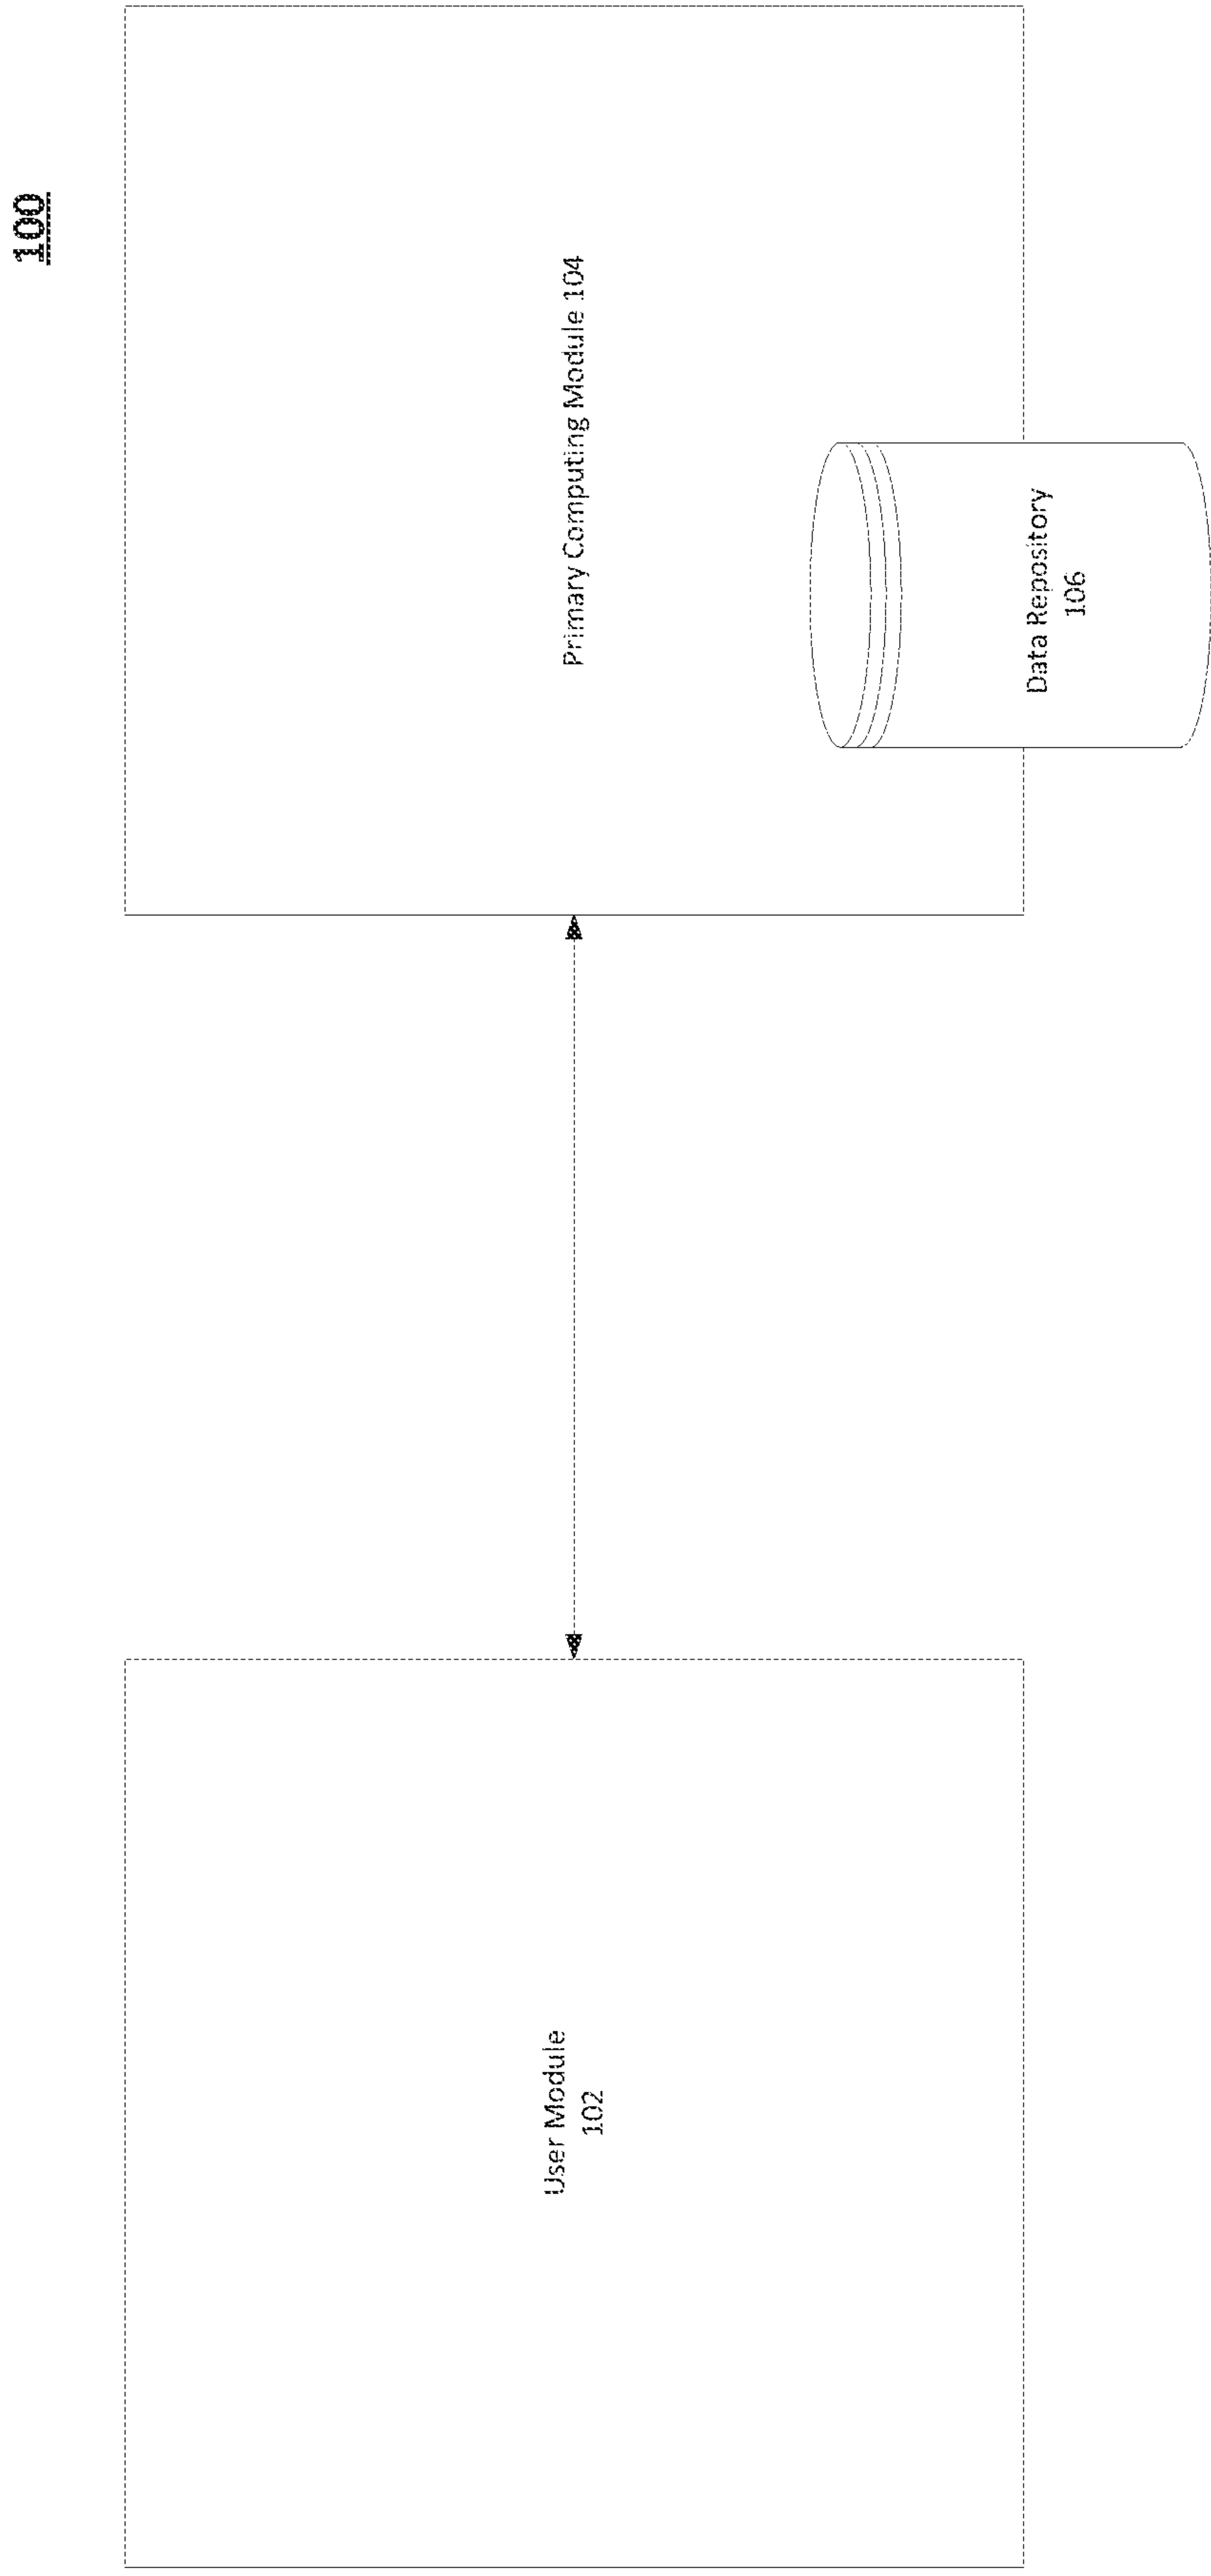 100
User Module
102
Primary Computing Module 104
Data Repository
106